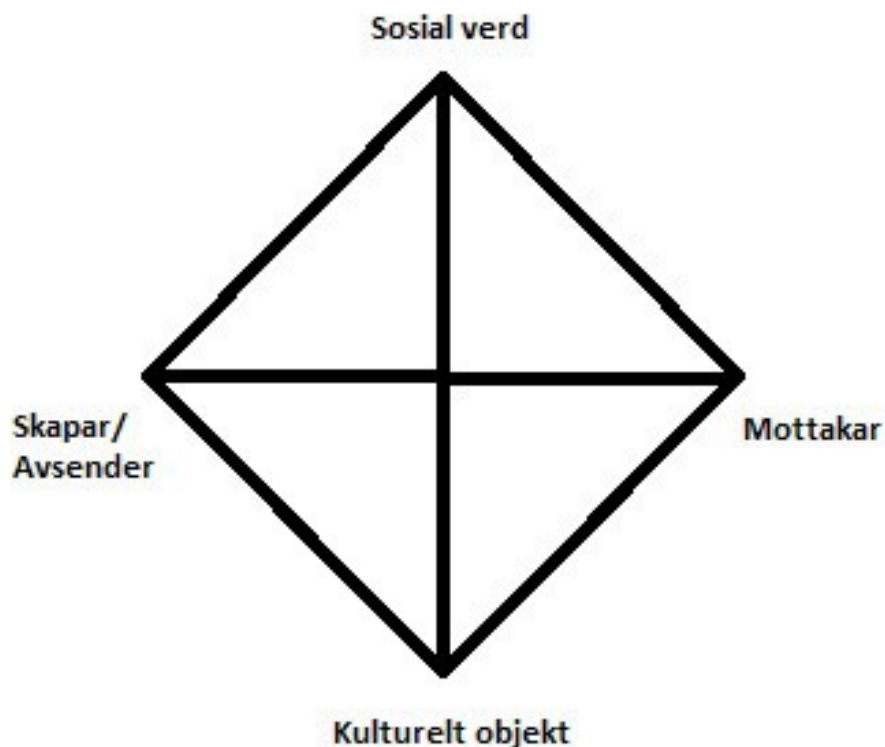 Sosial verd
Skapar/
Avsender
Mottakar
Kulturelt objekt